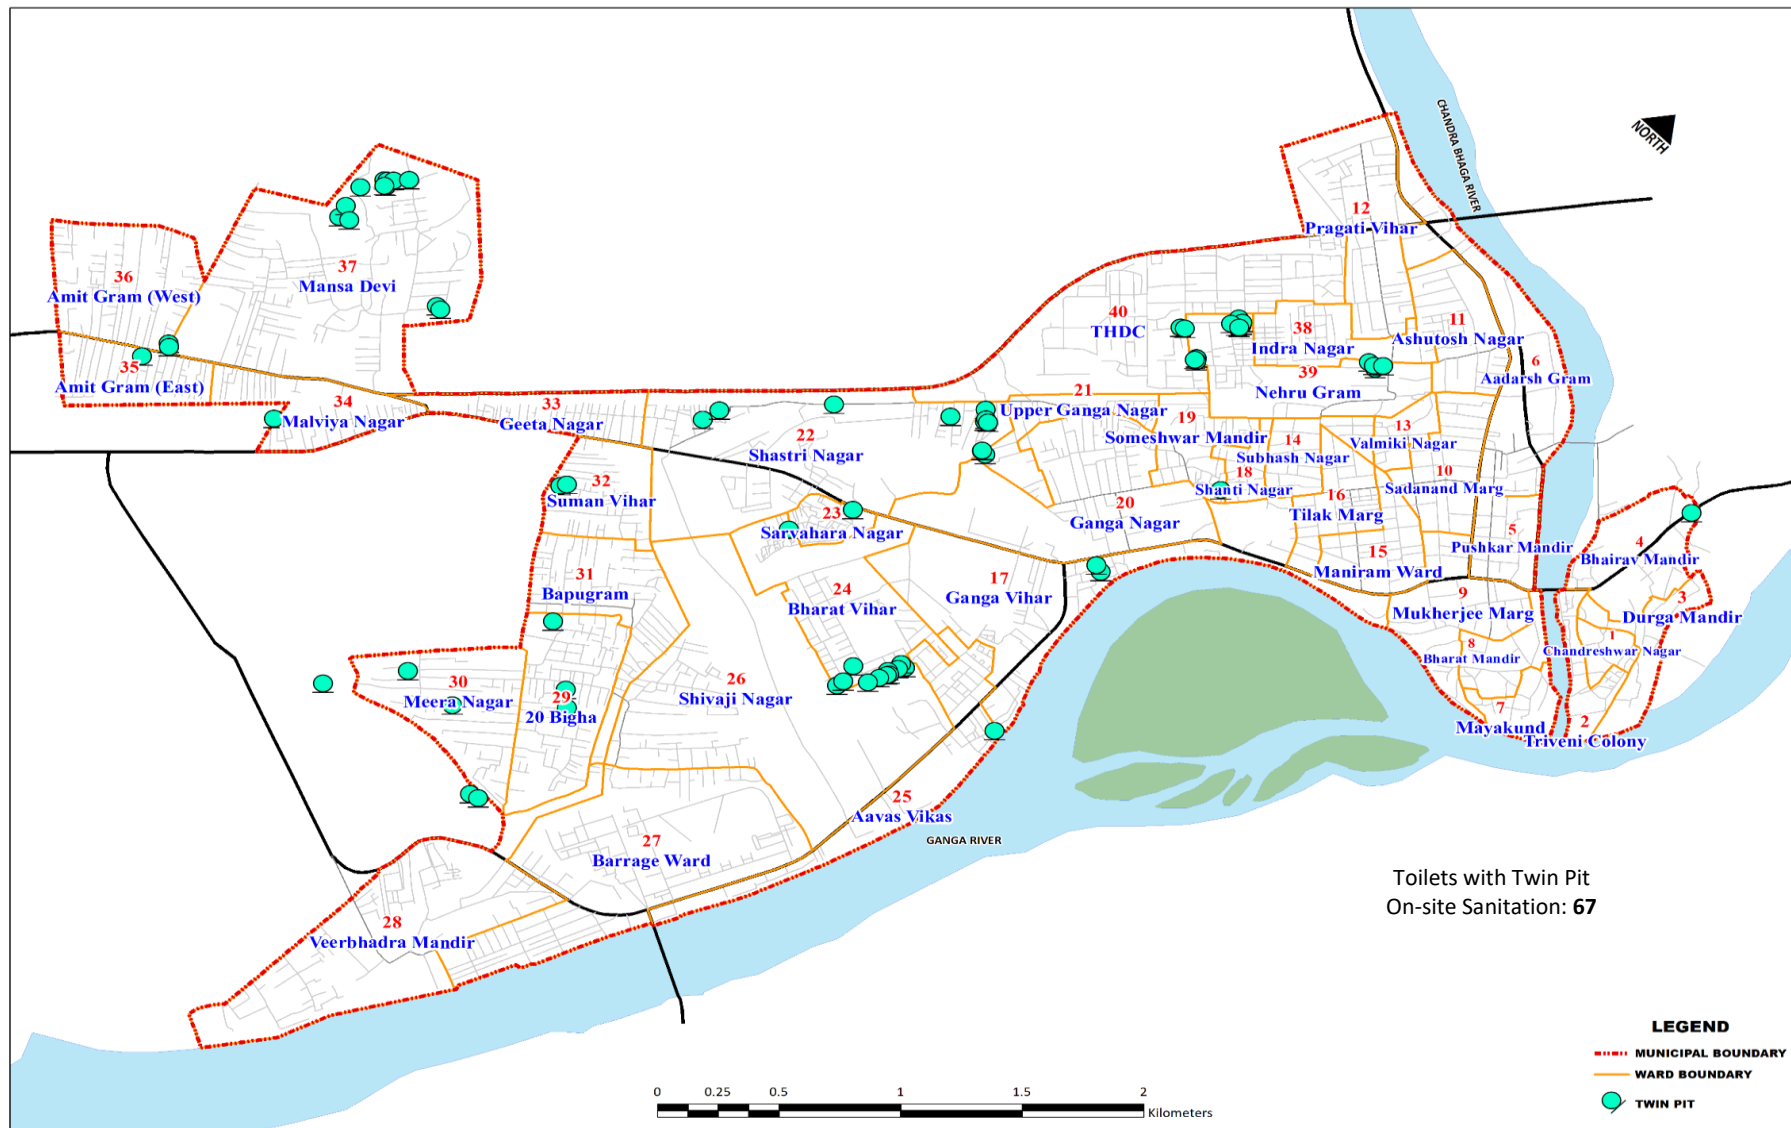 CHANDRA BHAGA RIVER
NORTH
12
Pragati Vihar
37
Mansa Devi
36
Amit Gram (West)
35
Amit Gram (East)
34
Malviya Nagar
33
Geeta Nagar
40
THDC
38
Indra Nagar
11
Ashutosh Nagar
6
Aadarsh Gram
39
Nehru Gram
21
Upper Ganga Nagar
19
Someshwar Mandir
22
Shastri Nagar
14
Subhash Nagar
13
Valmiki Nagar
18
Shanti Nagar
10
Sadanand Marg
32
Suman Vihar
16
Tilak Marg
20
Ganga Nagar
23
Sarvahara Nagar
5
Pushkar Mandir
4
Bhairav Mandir
15
Maniram Ward
31
Bapugram
24
Bharat Vihar
17
Ganga Vihar
9
Mukherjee Marg
3
Durga Mandir
1
Chandreshwar Nagar
8
Bharat Mandir
30
Meera Nagar
29
20 Bigha
26
Shivaji Nagar
7
Mayakund
2
Triveni Colony
25
Aavas Vikas
GANGA RIVER
27
Barrage Ward
28
Veerbhadra Mandir
Toilets with Twin Pit
On-site Sanitation: 67
LEGEND
MUNICIPAL BOUNDARY
WARD BOUNDARY
TWIN PIT
0 0.25 0.5 1 1.5 2
Kilometers